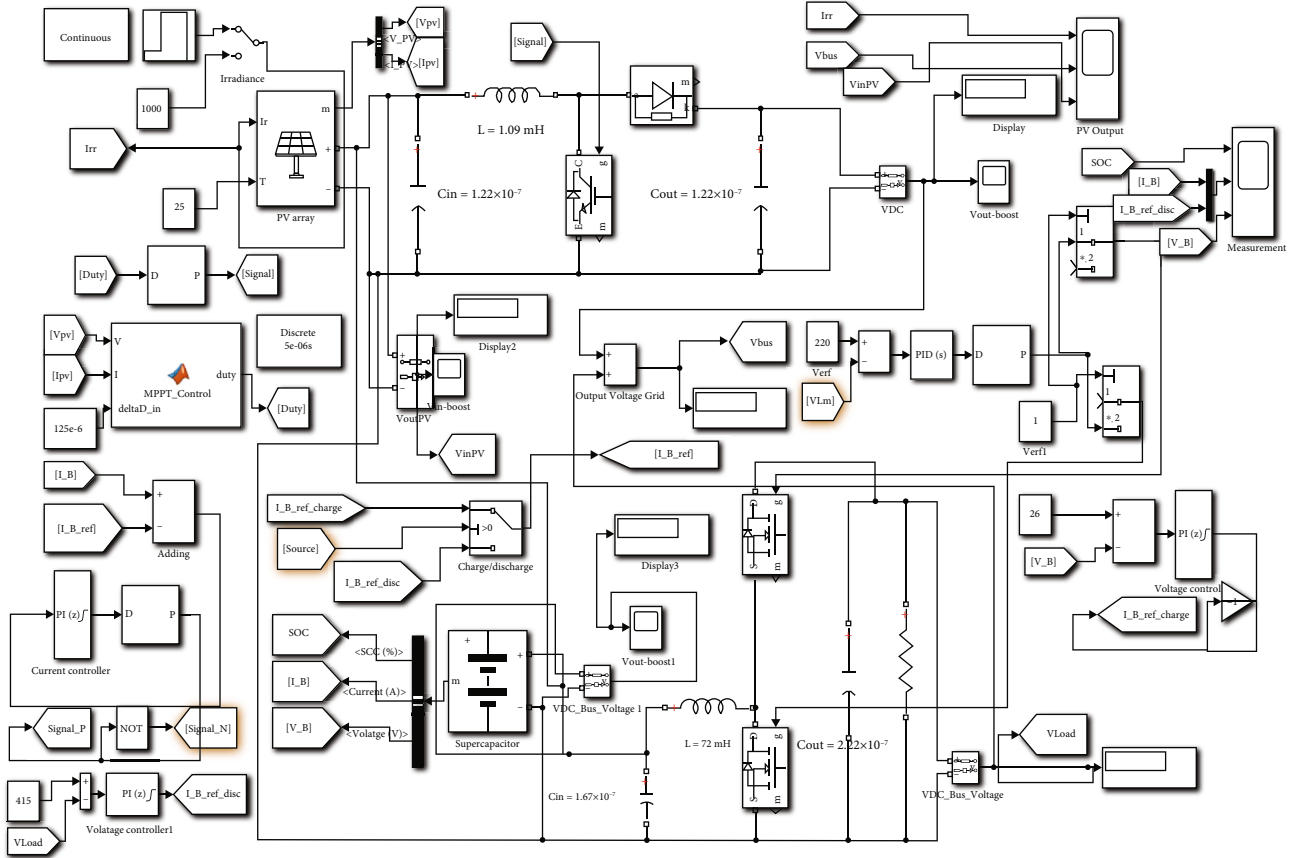 Continuous
[Vpv]
<V_PV>
[Ipv]
[Signal]
Irr
Vbus
VinPV
PV Output
Irradiance
1000
m
Ir
+
T
−
PV array
Irr
25
L = 1.09 mH
Cin = 1.22×10⁻⁷
g
C
E
m
m
k
Cout = 1.22×10⁻⁷
VDC
Display
Vout-boost
SOC
[I_B]
I_B_ref_disc
[V_B]
Measurement
1
*, 2
[Duty]
D
P
[Signal]
[Vpv]
[Ipv]
125e-6
V
I
deltaD_in
MPPT_Control
duty
Discrete
5e-06s
[Duty]
Display2
+
−
VoutPV
VinPV
+
+
Output Voltage Grid
Vbus
220
Verf
[VLm]
+
−
PID (s)
D
P
1
Verf1
1
*, 2
[I_B]
[I_B_ref]
+
−
Adding
I_B_ref_charge
[Source]
I_B_ref_disc
>0
Charge/discharge
[I_B_ref]
Display3
D
g
S
m
26
[V_B]
+
−
PI (z)
Voltage control
−1
I_B_ref_charge
PI (z)
Current controller
D
P
SOC
[I_B]
[V_B]
<SCC (%)>
<Current (A)>
<Volatge (V)>
+
m
+
−
Supercapacitor
Vout-boost1
VDC_Bus_Voltage 1
L = 72 mH
D
g
S
m
Cout = 2.22×10⁻⁷
Cin = 1.67×10⁻⁷
VLoad
VDC_Bus_Voltage
Signal_P
NOT
[Signal_N]
415
VLoad
+
−
PI (z)
Volatage controller1
I_B_ref_disc